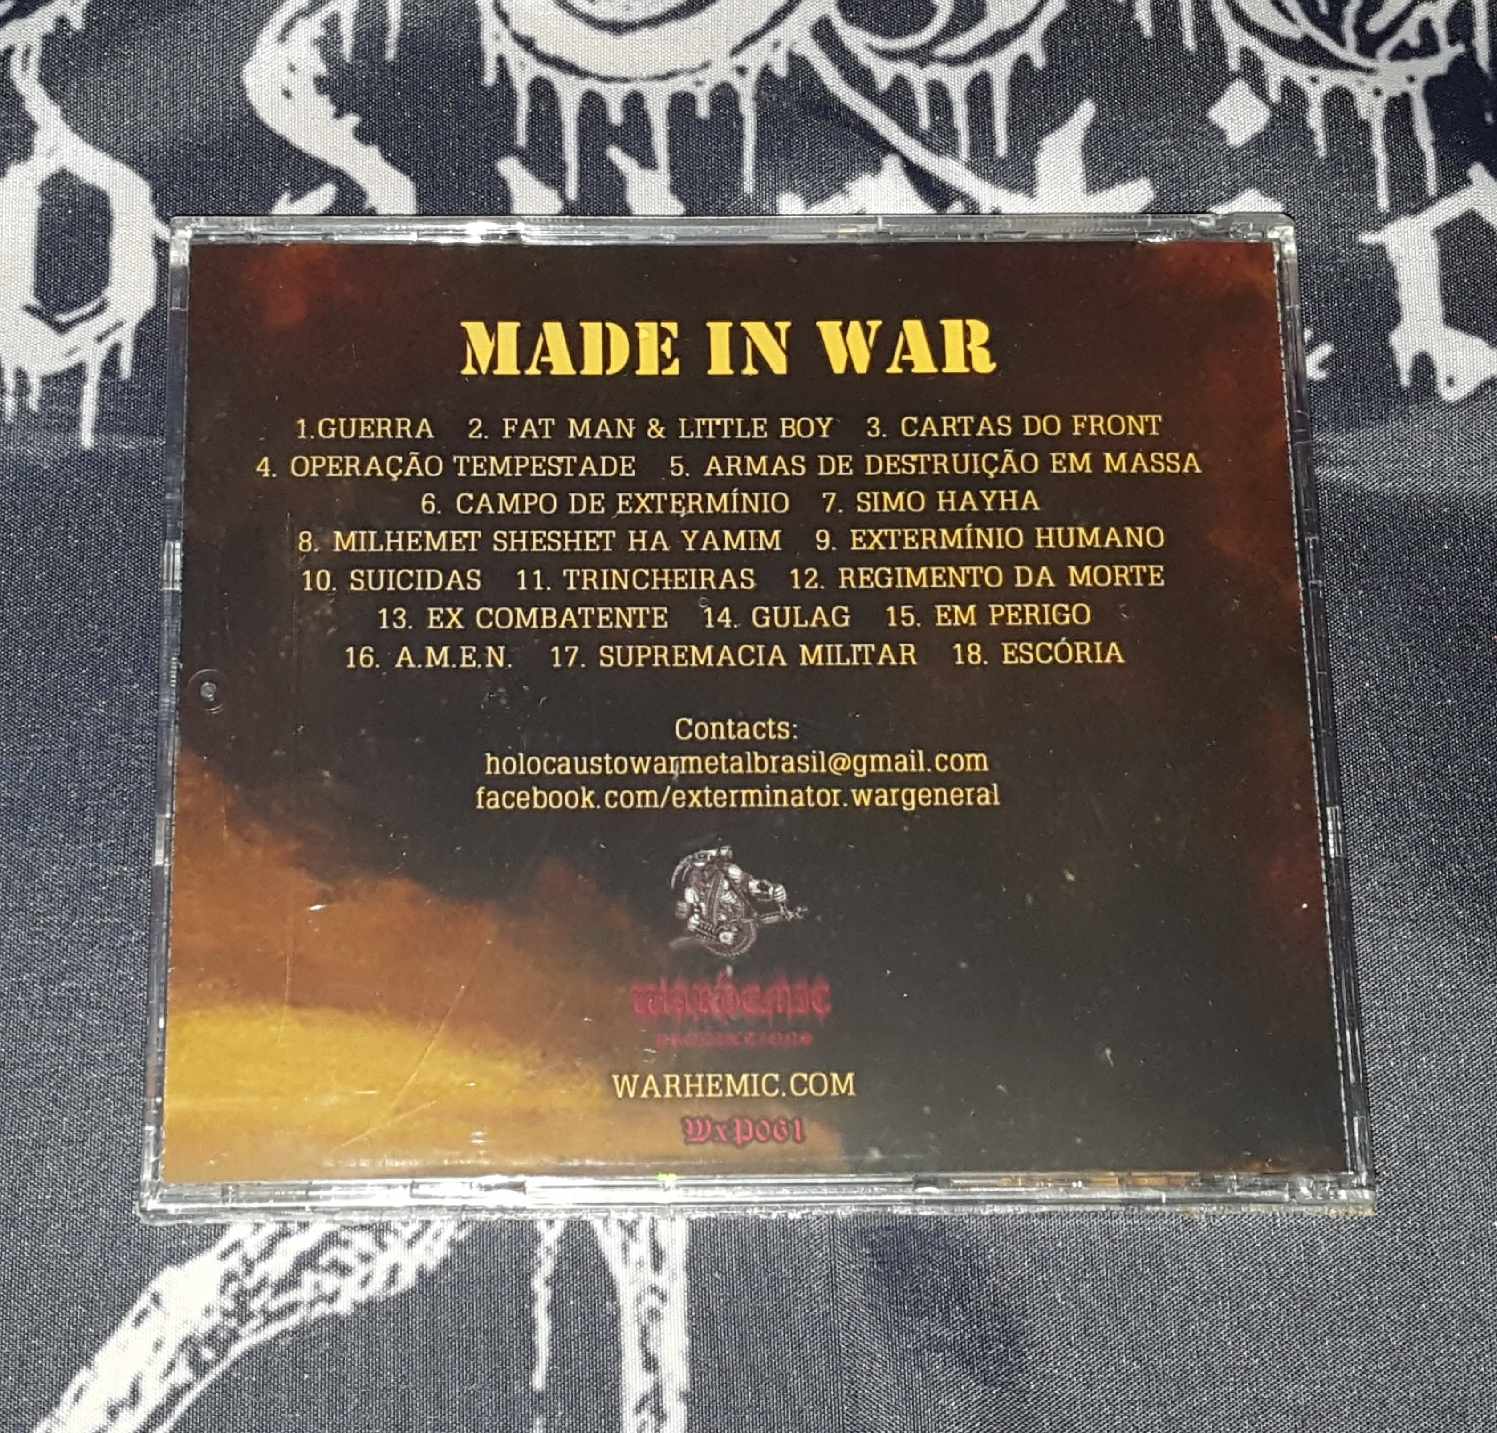 MADE IN WAR
1.GUERRA 2. FAT MAN & LITTLE BOY 3. CARTAS DO FRONT
4. OPERAÇÃO TEMPESTADE 5. ARMAS DE DESTRUIÇÃO EM MASSA
6. CAMPO DE EXTERMÍNIO 7. SIMO HAYHA
8. MILHEMET SHESHET HA YAMIM 9. EXTERMÍNIO HUMANO
10. SUICIDAS 11. TRINCHEIRAS 12. REGIMENTO DA MORTE
13. EX COMBATENTE 14. GULAG 15. EM PERIGO
16. A.M.E.N. 17. SUPREMACIA MILITAR 18. ESCÓRIA
Contacts:
holocaustowarmetalbrasil@gmail.com
facebook.com/exterminator.wargeneral
WARHEMIC
PRODUCTIONS
WARHEMIC.COM
WxP061